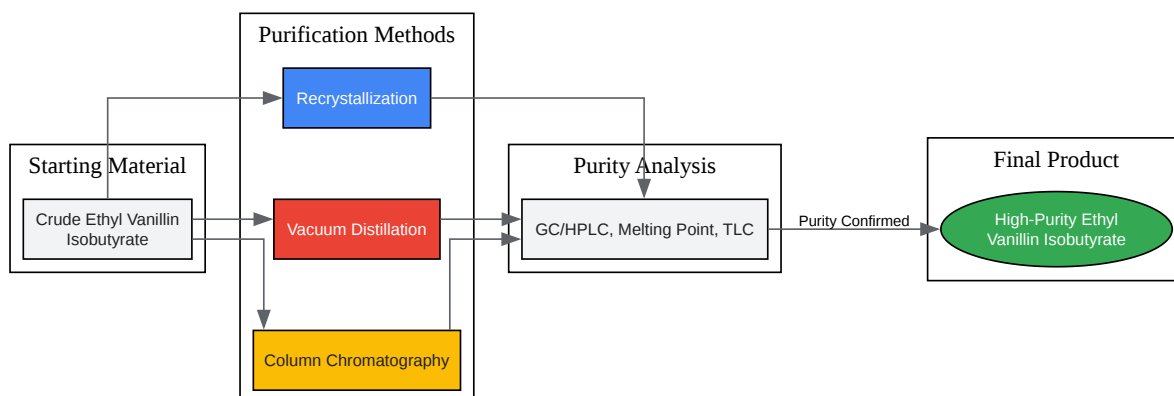 Purification Methods
Recrystallization
Starting Material
Crude Ethyl Vanillin
Isobutyrate
Vacuum Distillation
Column Chromatography
Purity Analysis
GC/HPLC, Melting Point, TLC
Purity Confirmed
Final Product
High-Purity Ethyl
Vanillin Isobutyrate